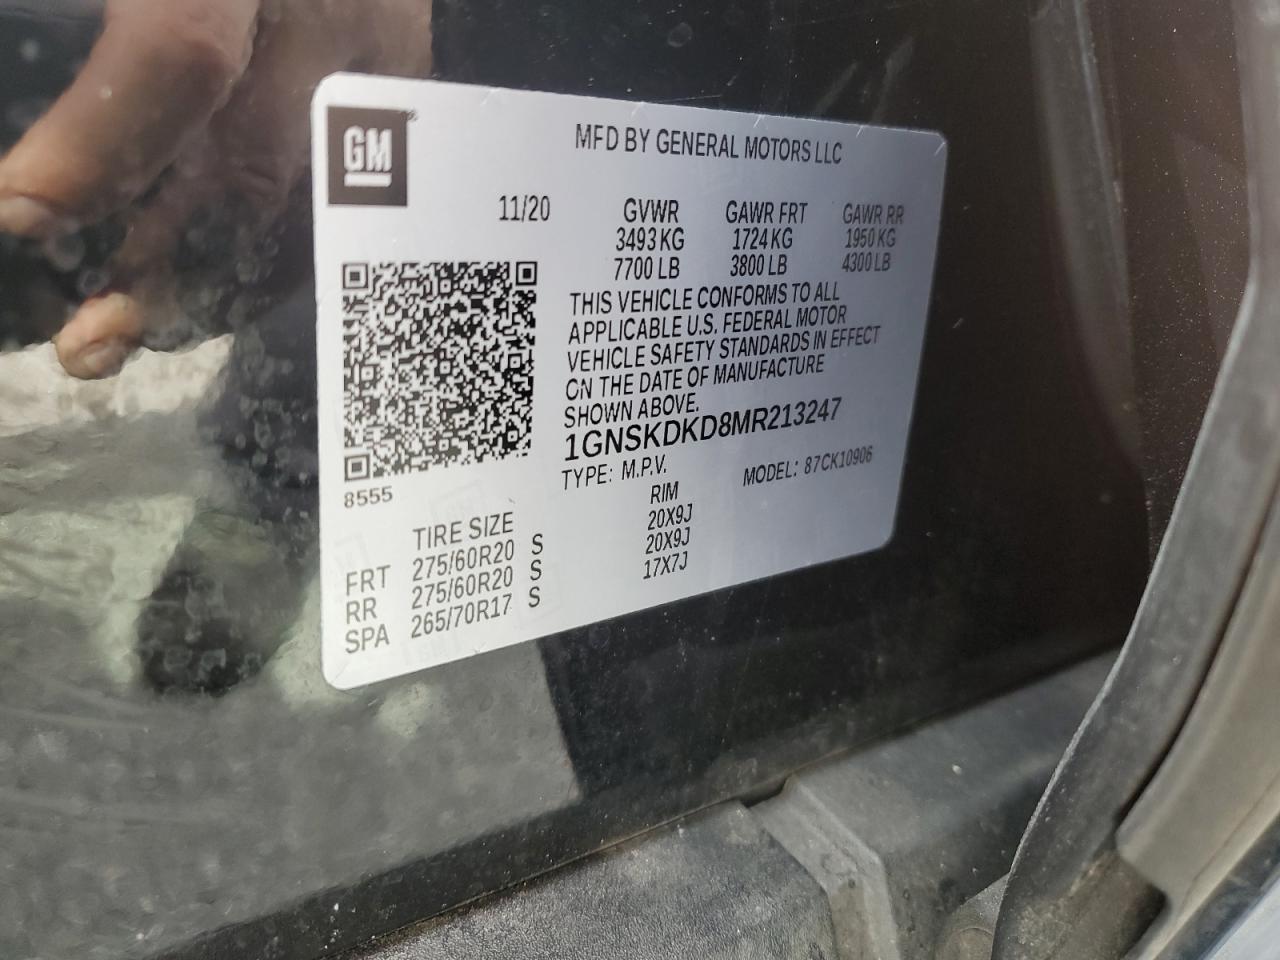 GM
MFD BY GENERAL MOTORS LLC
11/20 GVWR GAWR FRT GAWR RR
3493 KG 1724 KG 1950 KG
7700 LB 3800 LB 4300 LB
THIS VEHICLE CONFORMS TO ALL
APPLICABLE U.S. FEDERAL MOTOR
VEHICLE SAFETY STANDARDS IN EFFECT
ON THE DATE OF MANUFACTURE
SHOWN ABOVE.
1GNSKDKD8MR213247
TYPE: M.P.V. MODEL: 87CK10906
8555
TIRE SIZE RIM
FRT 275/60R20 S 20X9J
RR 275/60R20 S 20X9J
SPA 265/70R17 S 17X7J